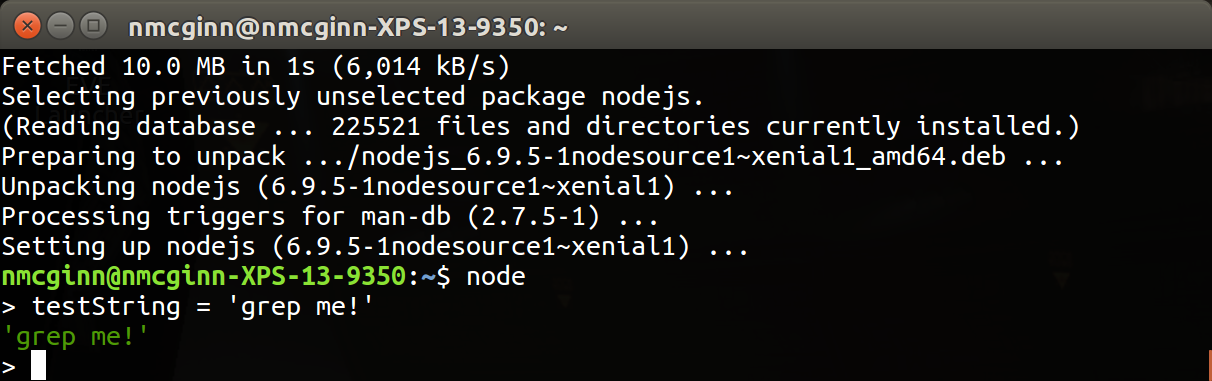 nmcginn@nmcginn-XPS-13-9350: ~
Fetched 10.0 MB in 1s (6,014 kB/s)
Selecting previously unselected package nodejs.
(Reading database ... 225521 files and directories currently installed.)
Preparing to unpack .../nodejs_6.9.5-1nodesource1~xenial1_amd64.deb ...
Unpacking nodejs (6.9.5-1nodesource1~xenial1) ...
Processing triggers for man-db (2.7.5-1) ...
Setting up nodejs (6.9.5-1nodesource1~xenial1) ...
nmcginn@nmcginn-XPS-13-9350:~$ node
> testString = 'grep me!'
'grep me!'
>